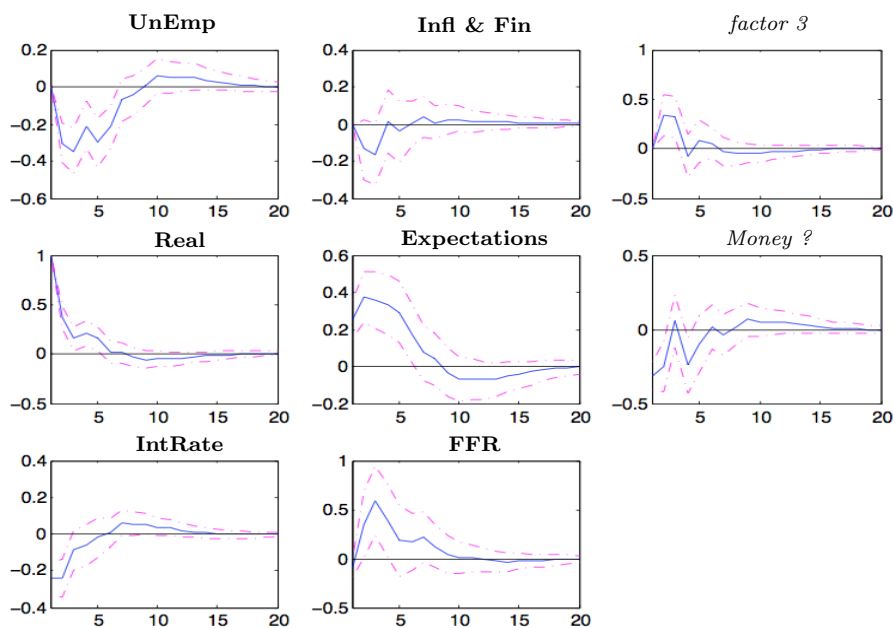 UnEmp Infl & Fin factor 3
0.2 0.4 1
0 0.2 0.5
−0.2 0 0
−0.4 −0.2 −0.5
−0.6 −0.4 −1
5 10 15 20 5 10 15 20 5 10 15 20
Real Expectations Money ?
1 0.6 0.5
0.5 0.4
0.2 0
0 0
−0.5 −0.2 −0.5
5 10 15 20 5 10 15 20 5 10 15 20
IntRate FFR
0.4 1
0.2 0.5
0
−0.2 0
−0.4 −0.5
5 10 15 20 5 10 15 20